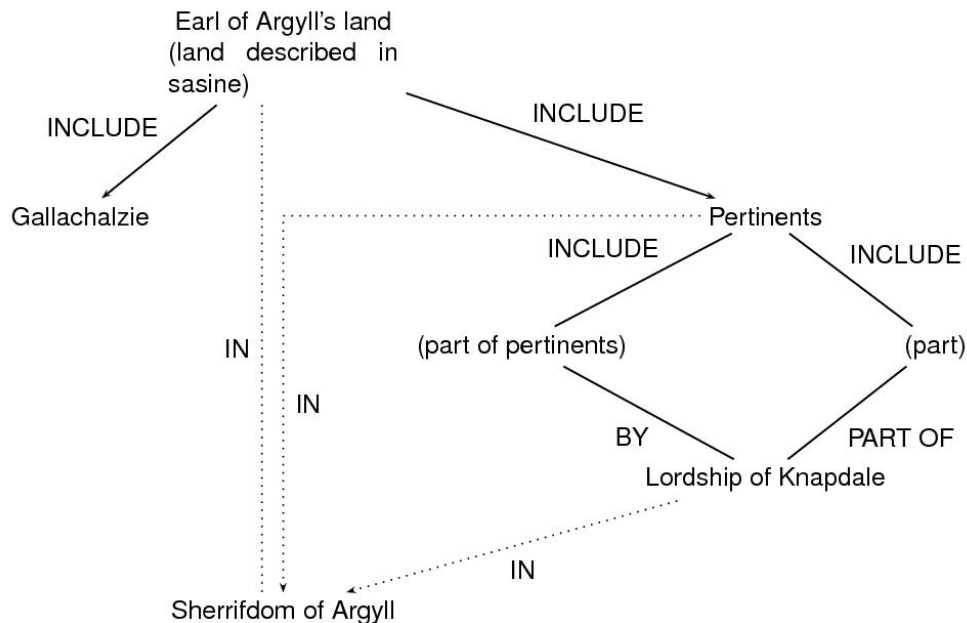 Earl of Argyll's land
(land described in
sasine)
INCLUDE
INCLUDE
Gallachalzie
Pertinents
INCLUDE
INCLUDE
IN
(part of pertinents)
(part)
IN
BY
PART OF
Lordship of Knapdale
IN
Sherrifdom of Argyll